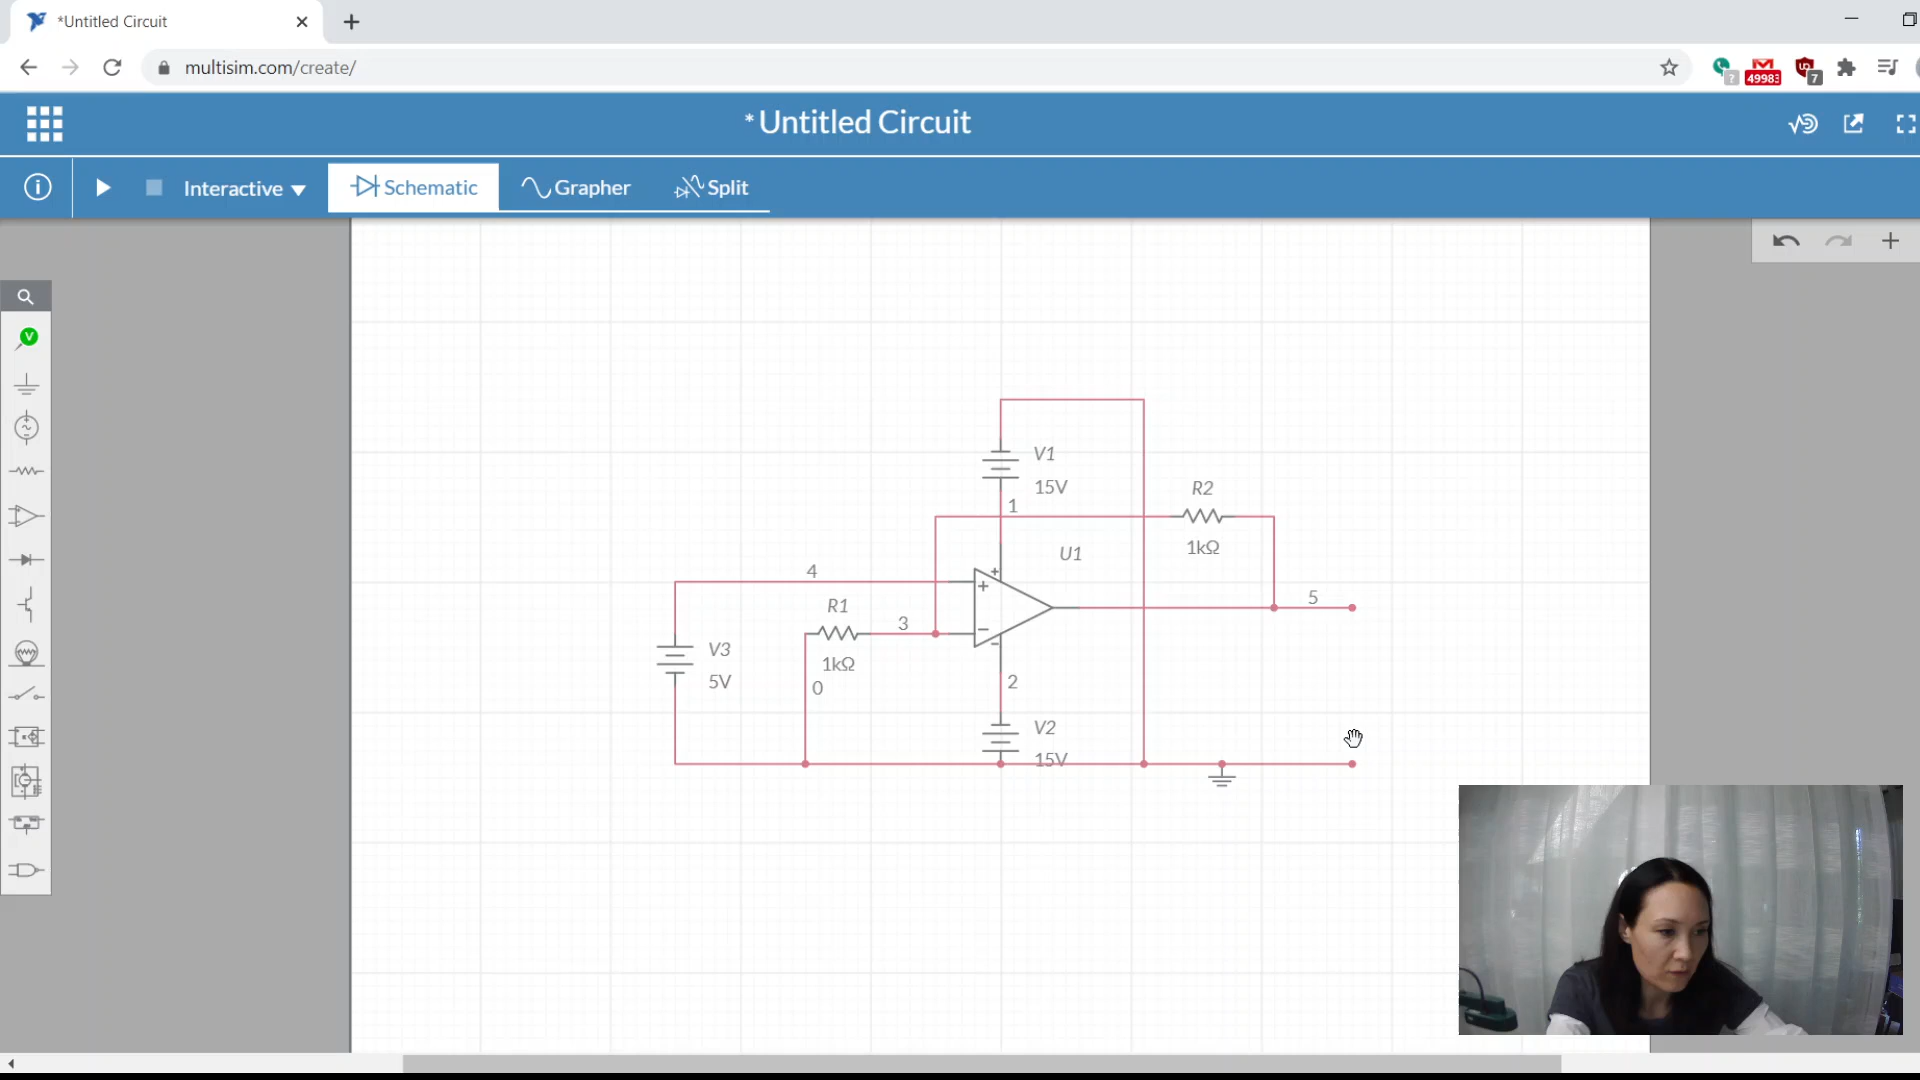 *Untitled Circuit
multisim.com/create/
?
49983
7
* Untitled Circuit
Interactive
Schematic
Grapher
Split
V
V1
15V
1
R2
1kΩ
U1
4
R1
3
5
V3
5V
1kΩ
0
2
V2
15V